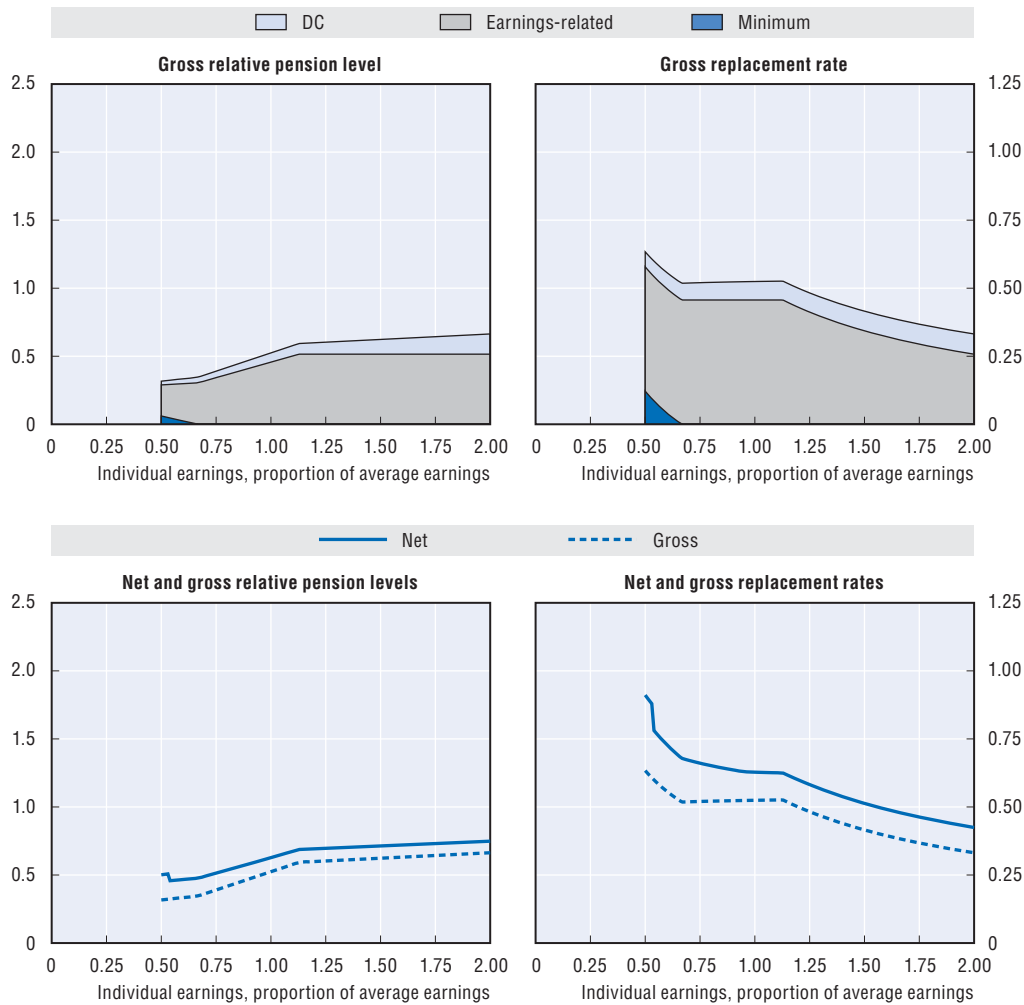 DC Earnings-related Minimum
Gross relative pension level
Gross replacement rate
2.5
2.0
1.5
1.0
0.5
0
1.25
1.00
0.75
0.50
0.25
0
0 0.25 0.50 0.75 1.00 1.25 1.50 1.75 2.00
0 0.25 0.50 0.75 1.00 1.25 1.50 1.75 2.00
Individual earnings, proportion of average earnings
Individual earnings, proportion of average earnings
Net Gross
Net and gross relative pension levels
Net and gross replacement rates
2.5
2.0
1.5
1.0
0.5
0
1.25
1.00
0.75
0.50
0.25
0
0 0.25 0.50 0.75 1.00 1.25 1.50 1.75 2.00
0 0.25 0.50 0.75 1.00 1.25 1.50 1.75 2.00
Individual earnings, proportion of average earnings
Individual earnings, proportion of average earnings